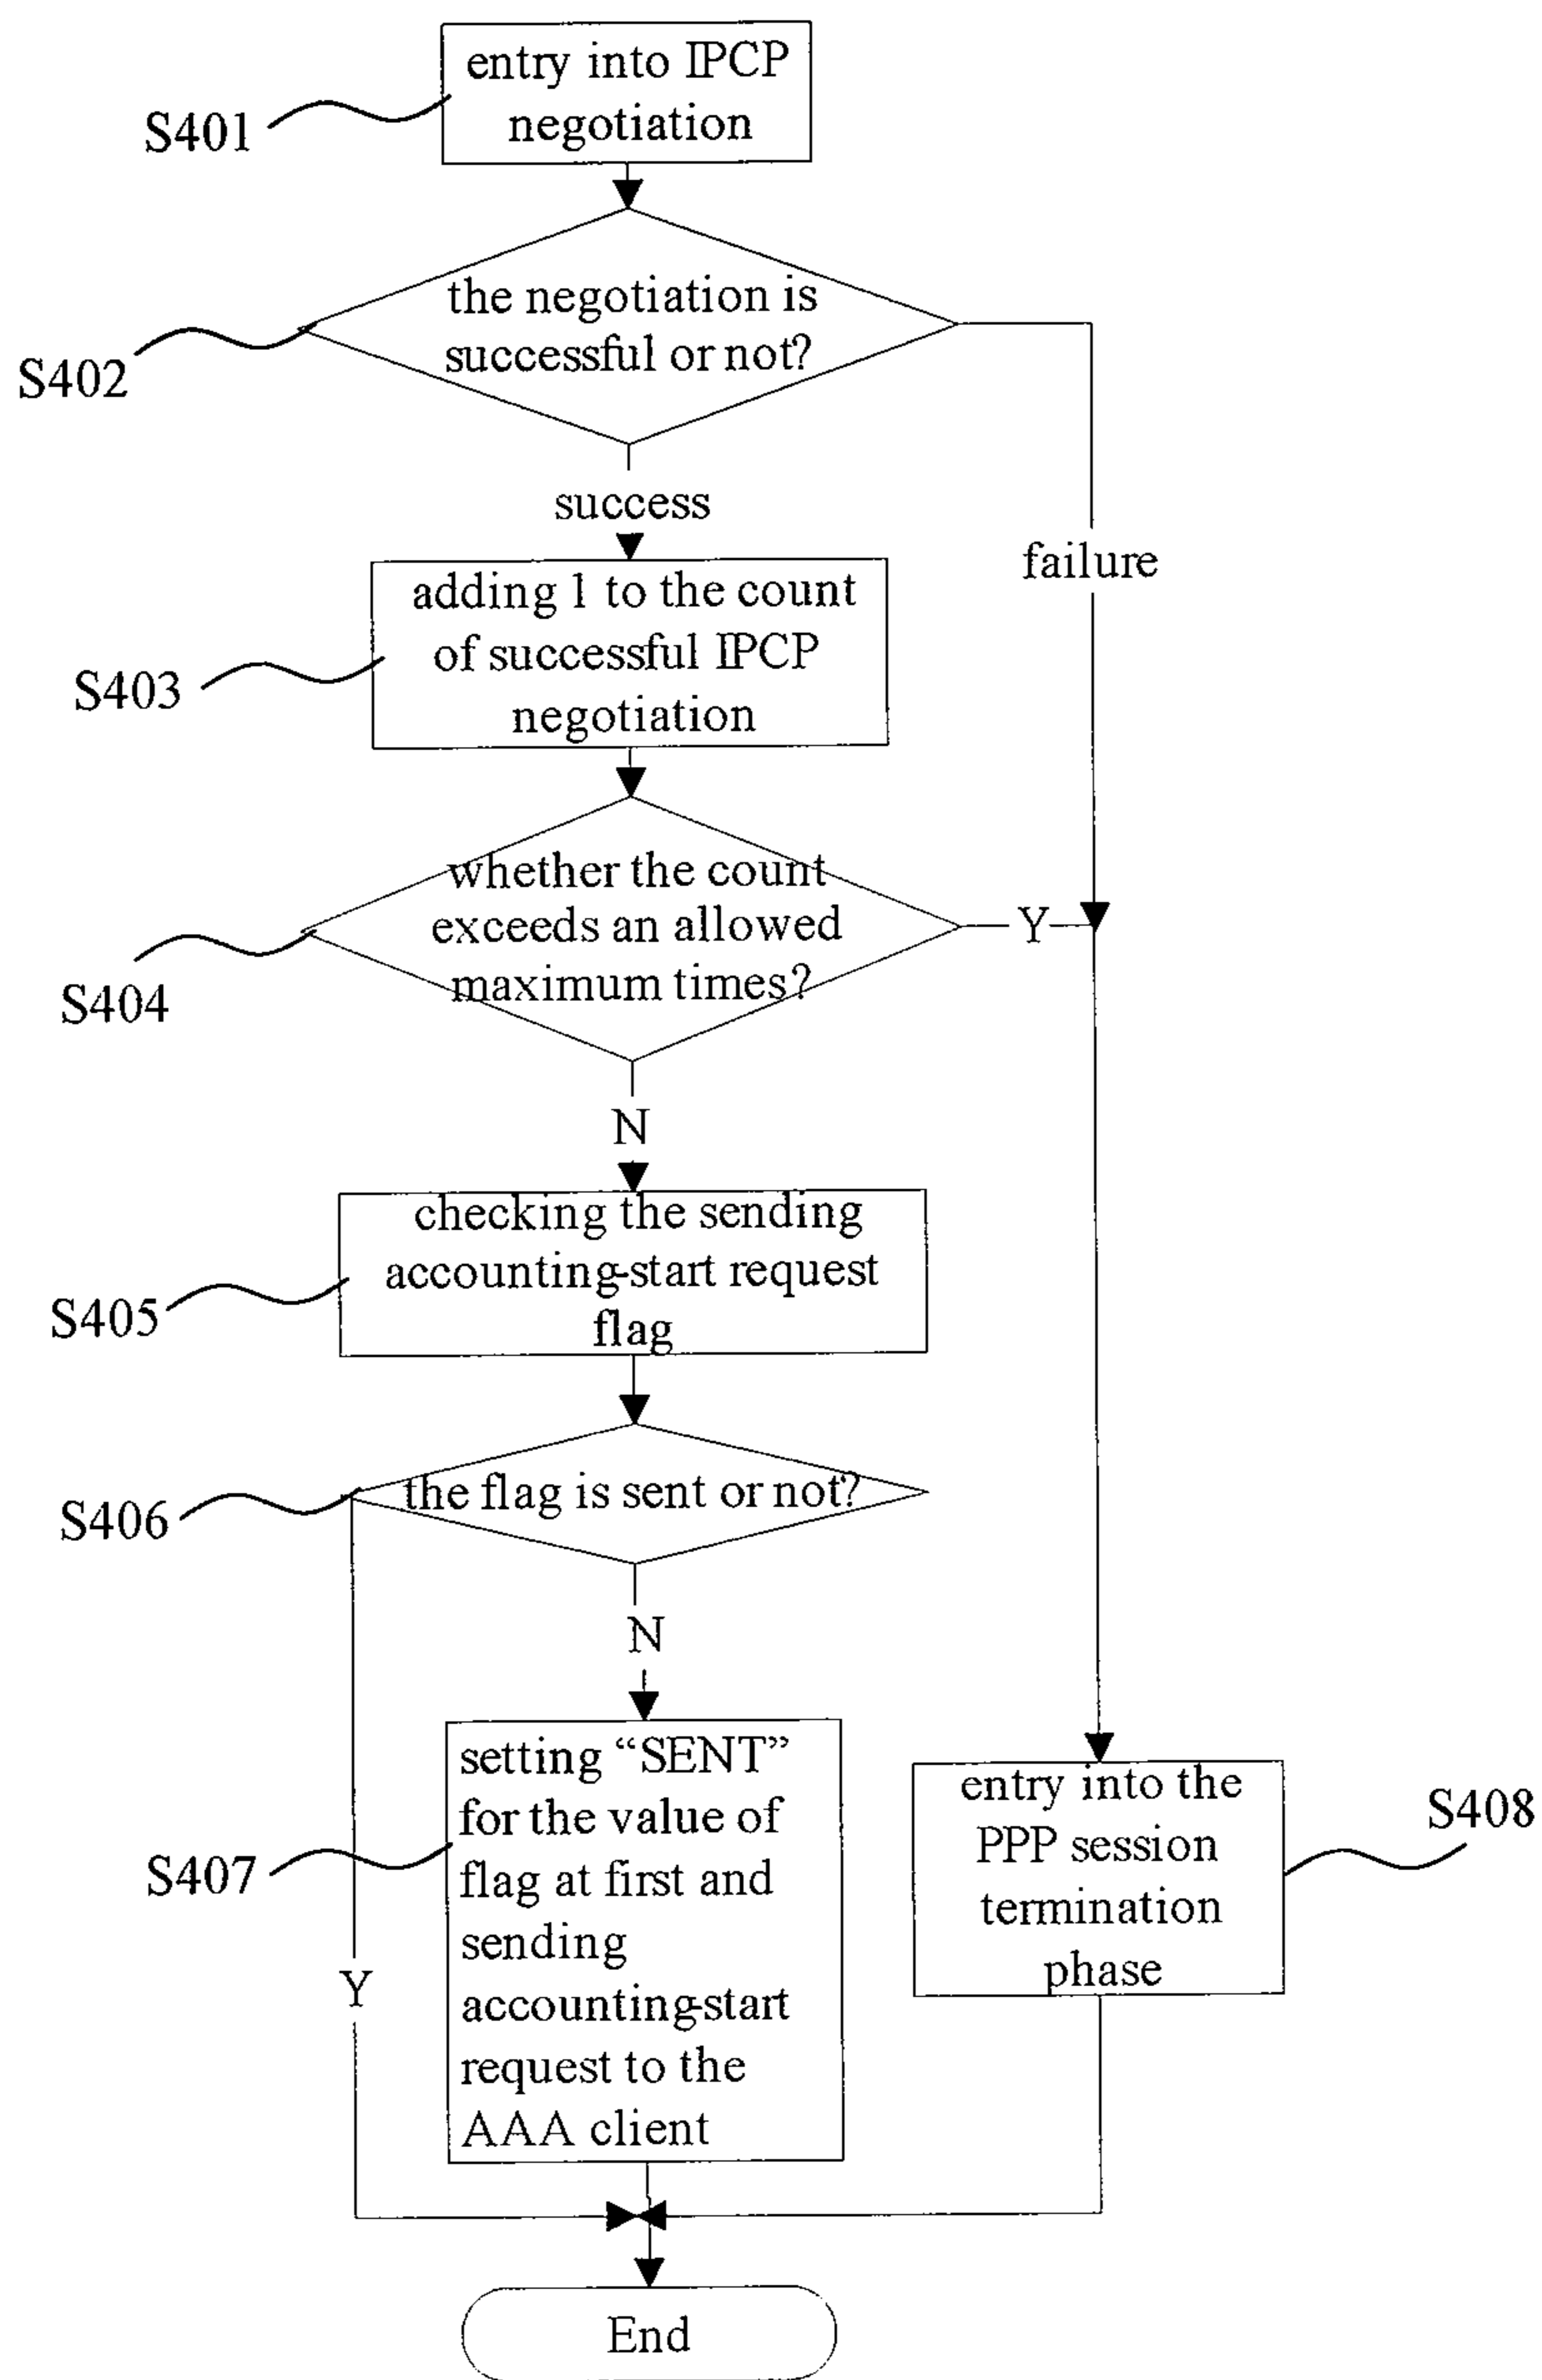 entry into IPCP
negotiation
S401
the negotiation is
successful or not?
S402
success
failure
adding 1 to the count
of successful IPCP
negotiation
S403
whether the count
exceeds an allowed
maximum times?
Y
S404
N
checking the sending
accounting-start request
flag
S405
the flag is sent or not?
S406
N
setting “SENT”
for the value of
flag at first and
sending
accounting-start
request to the
AAA client
S407
entry into the
PPP session
termination
phase
S408
Y
End